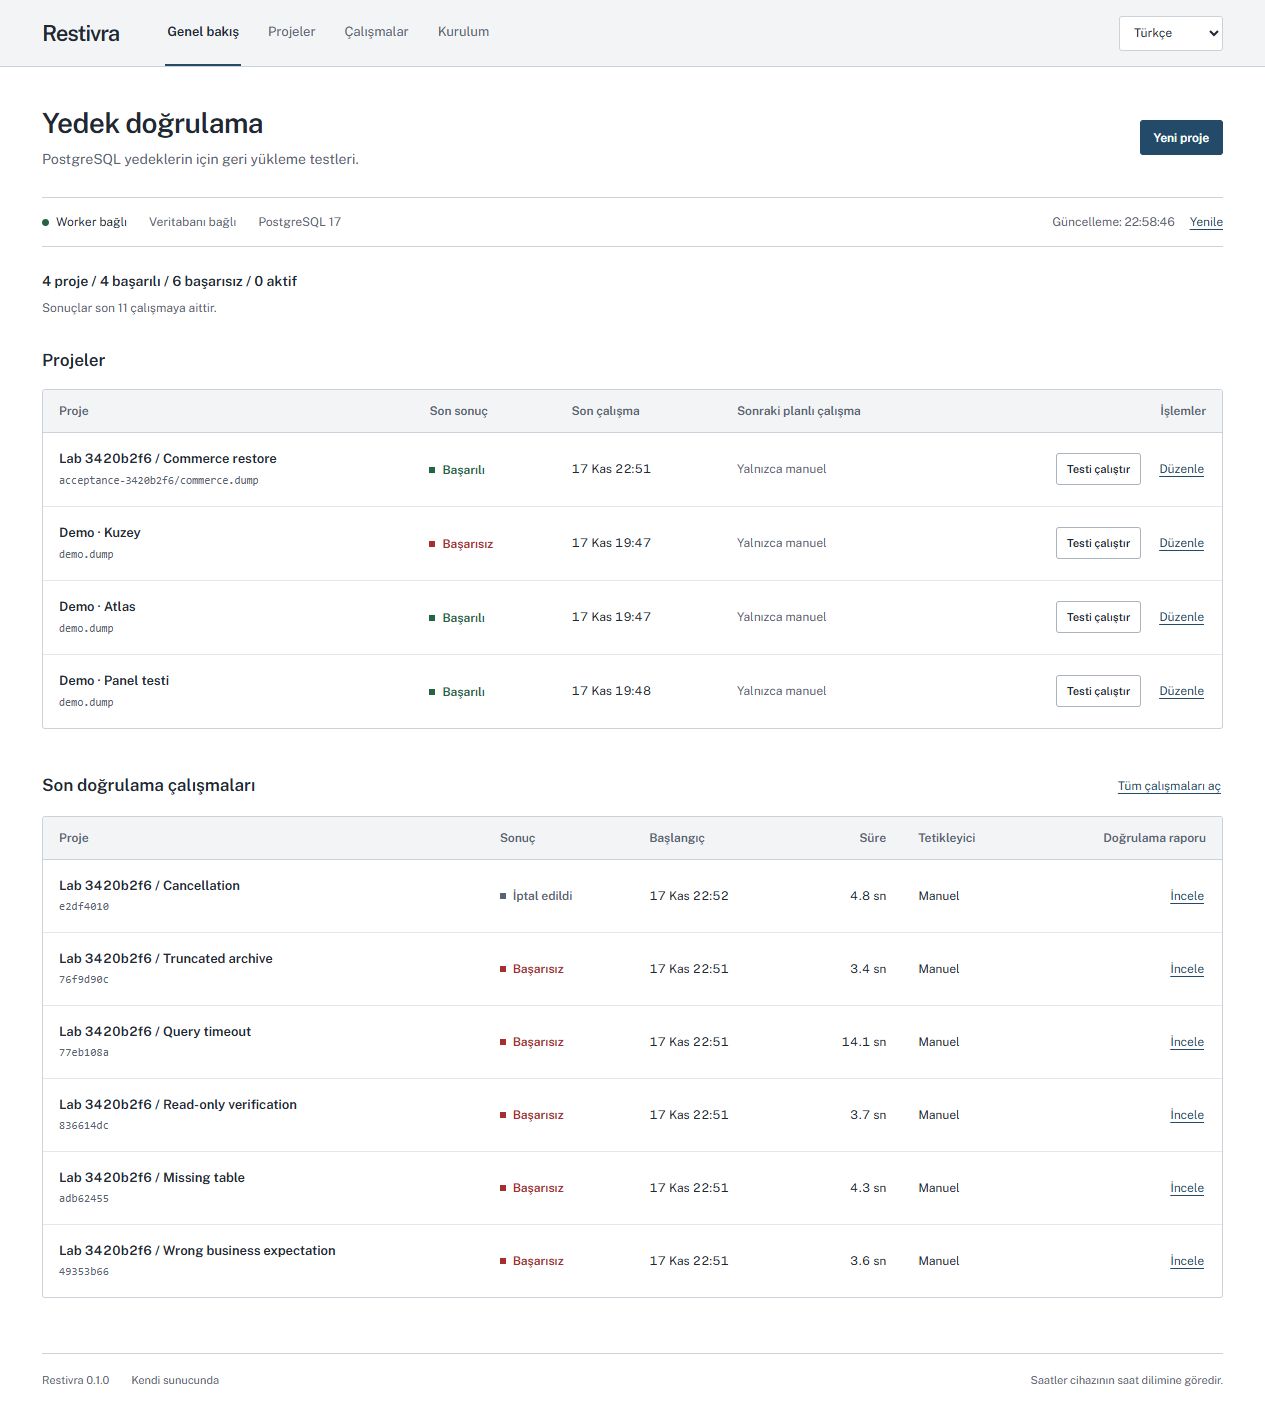 Restivra Genel bakış Projeler Çalışmalar Kurulum Türkçe
Yedek doğrulama
PostgreSQL yedeklerin için geri yükleme testleri.
Yeni proje
Worker bağlı Veritabanı bağlı PostgreSQL 17 Güncelleme: 22:58:46 Yenile
4 proje / 4 başarılı / 6 başarısız / 0 aktif
Sonuçlar son 11 çalışmaya aittir.
Projeler
Proje Son sonuç Son çalışma Sonraki planlı çalışma İşlemler
Lab 3420b2f6 / Commerce restore
acceptance-3420b2f6/commerce.dump
Başarılı 17 Kas 22:51 Yalnızca manuel Testi çalıştır Düzenle
Demo · Kuzey
demo.dump
Başarısız 17 Kas 19:47 Yalnızca manuel Testi çalıştır Düzenle
Demo · Atlas
demo.dump
Başarılı 17 Kas 19:47 Yalnızca manuel Testi çalıştır Düzenle
Demo · Panel testi
demo.dump
Başarılı 17 Kas 19:48 Yalnızca manuel Testi çalıştır Düzenle
Son doğrulama çalışmaları Tüm çalışmaları aç
Proje Sonuç Başlangıç Süre Tetikleyici Doğrulama raporu
Lab 3420b2f6 / Cancellation
e2df4010
İptal edildi 17 Kas 22:52 4.8 sn Manuel İncele
Lab 3420b2f6 / Truncated archive
76f9d90c
Başarısız 17 Kas 22:51 3.4 sn Manuel İncele
Lab 3420b2f6 / Query timeout
77eb108a
Başarısız 17 Kas 22:51 14.1 sn Manuel İncele
Lab 3420b2f6 / Read-only verification
836614dc
Başarısız 17 Kas 22:51 3.7 sn Manuel İncele
Lab 3420b2f6 / Missing table
adb62455
Başarısız 17 Kas 22:51 4.3 sn Manuel İncele
Lab 3420b2f6 / Wrong business expectation
49353b66
Başarısız 17 Kas 22:51 3.6 sn Manuel İncele
Restivra 0.1.0 Kendi sunucunda Saatler cihazının saat dilimine göredir.